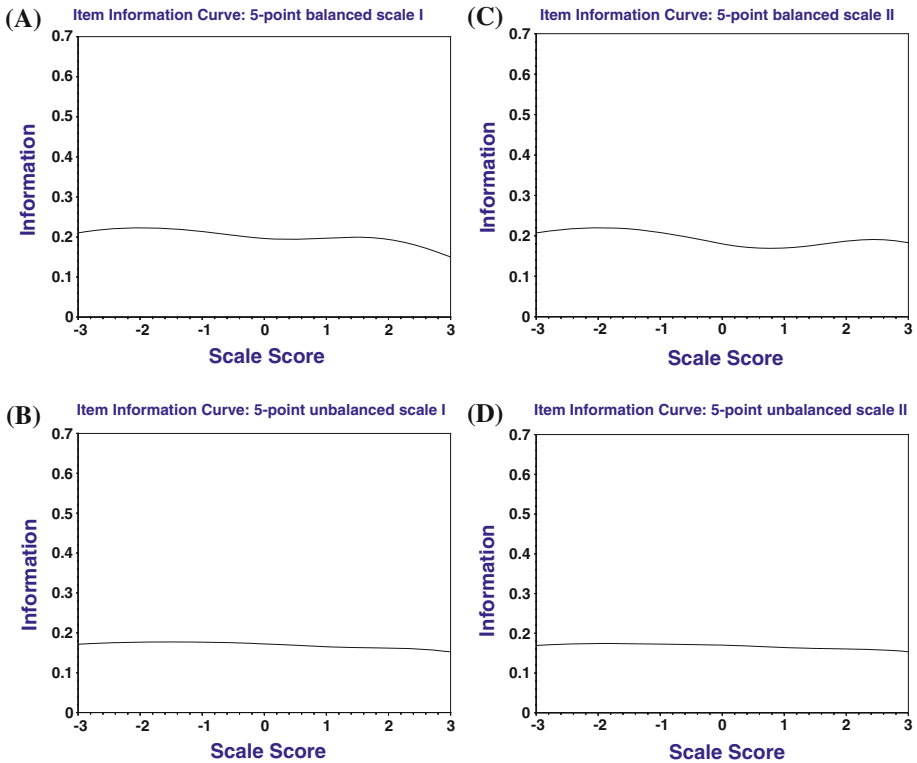 (A)
Item Information Curve: 5-point balanced scale I
0.7
0.6
0.5
0.4
0.3
0.2
0.1
0
Information
-3 -2 -1 0 1 2 3
Scale Score
(C)
Item Information Curve: 5-point balanced scale II
0.7
0.6
0.5
0.4
0.3
0.2
0.1
0
Information
-3 -2 -1 0 1 2 3
Scale Score
(B)
Item Information Curve: 5-point unbalanced scale I
0.7
0.6
0.5
0.4
0.3
0.2
0.1
0
Information
-3 -2 -1 0 1 2 3
Scale Score
(D)
Item Information Curve: 5-point unbalanced scale II
0.7
0.6
0.5
0.4
0.3
0.2
0.1
0
Information
-3 -2 -1 0 1 2 3
Scale Score